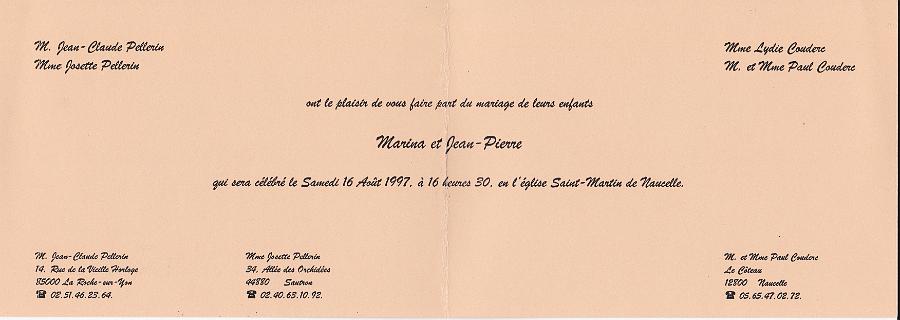 M. Jean-Claude Pellerin
Mme Josette Pellerin
Mme Lydie Couderc
M. et Mme Paul Couderc
ont le plaisir de vous faire part du mariage de leurs enfants
Marina et Jean-Pierre
qui sera célébré le Samedi 16 Août 1997, à 16 heures 30, en l'église Saint-Martin de Naucelle.
M. Jean-Claude Pellerin
14, Rue de la Vieille Horloge
85000 La Roche-sur-Yon
☎ 02.51.46.23.64.
Mme Josette Pellerin
34, Allée des Orchidées
44880 Sautron
☎ 02.40.63.10.92.
M. et Mme Paul Couderc
Le Côteau
12800 Naucelle
☎ 05.65.47.02.72.